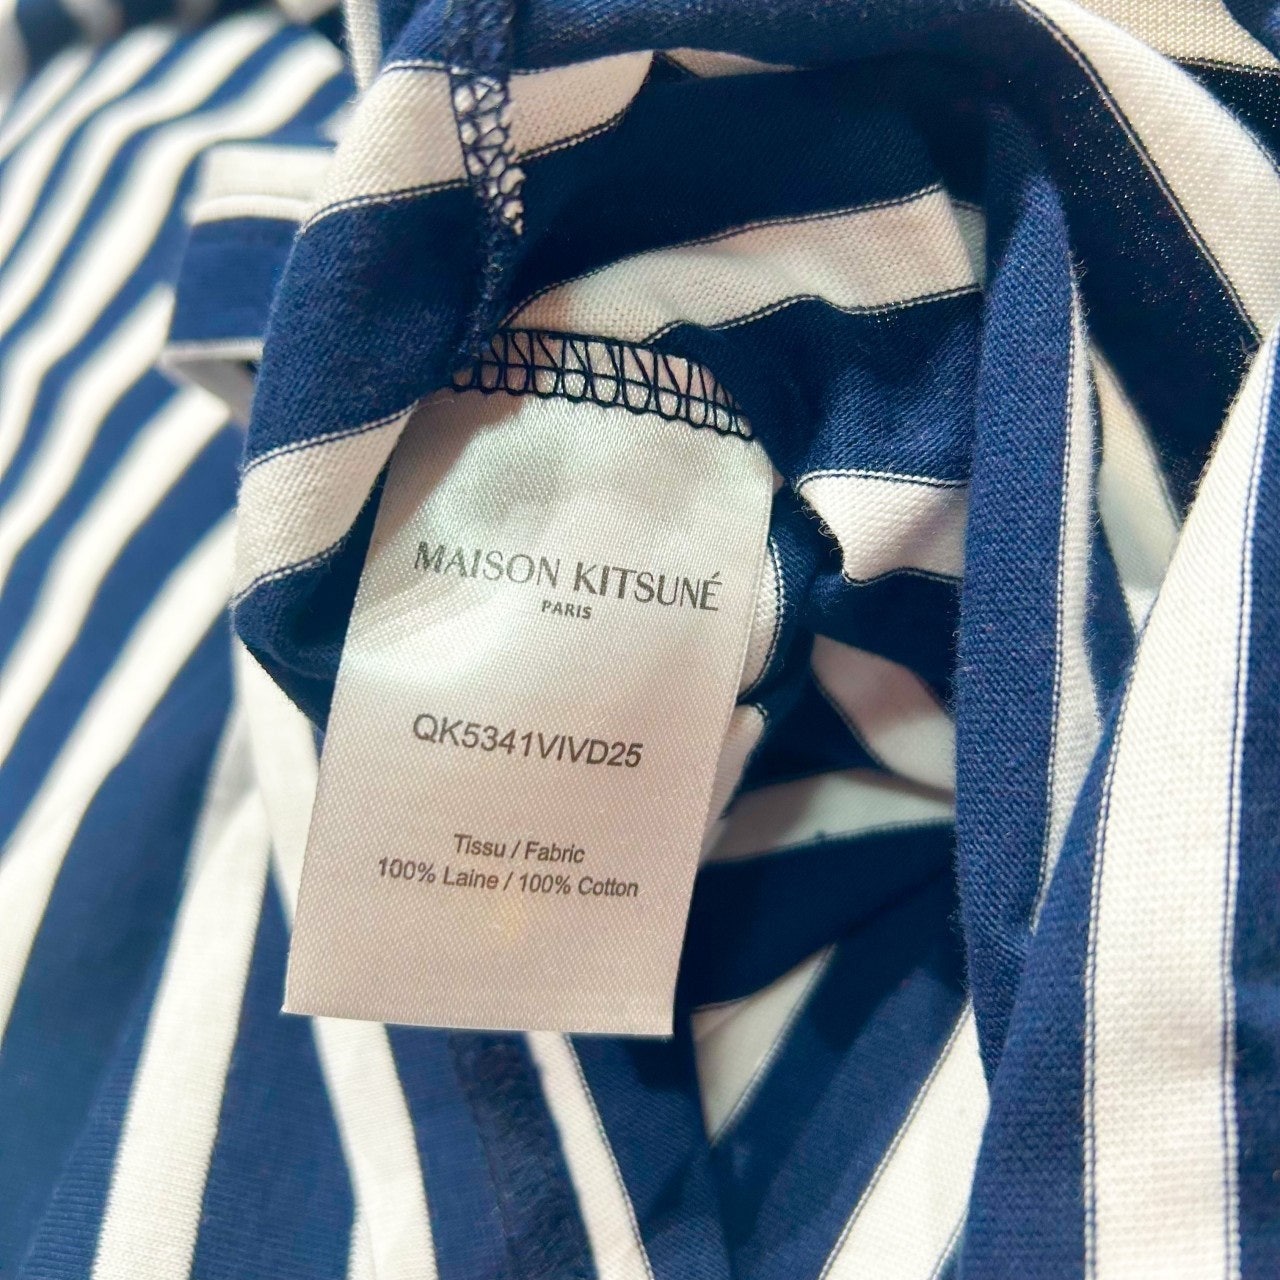 MAISON KITSUNÉ
PARIS
QK5341VIVD25
Tissu / Fabric
100% Laine / 100% Cotton